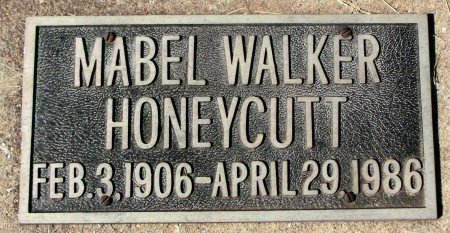 MABEL WALKER
HONEYCUTT
FEB. 3, 1906-APRIL 29, 1986